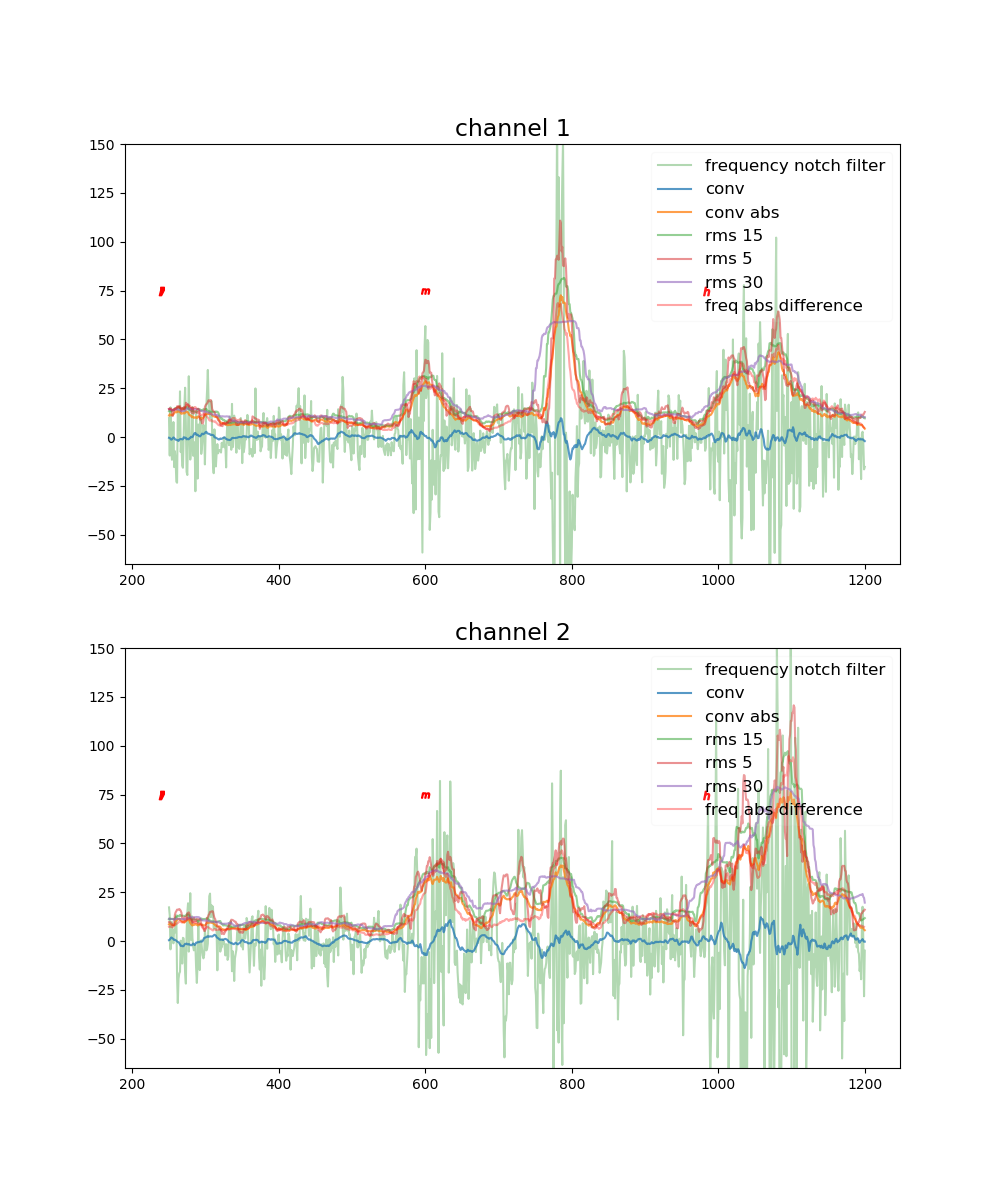 channel 1
150
125
100
75
50
25
0
−25
−50
frequency notch filter
conv
conv abs
rms 15
rms 5
rms 30
freq abs difference
,
m
h
200
400
600
800
1000
1200
channel 2
150
125
100
75
50
25
0
−25
−50
frequency notch filter
conv
conv abs
rms 15
rms 5
rms 30
freq abs difference
,
m
h
200
400
600
800
1000
1200